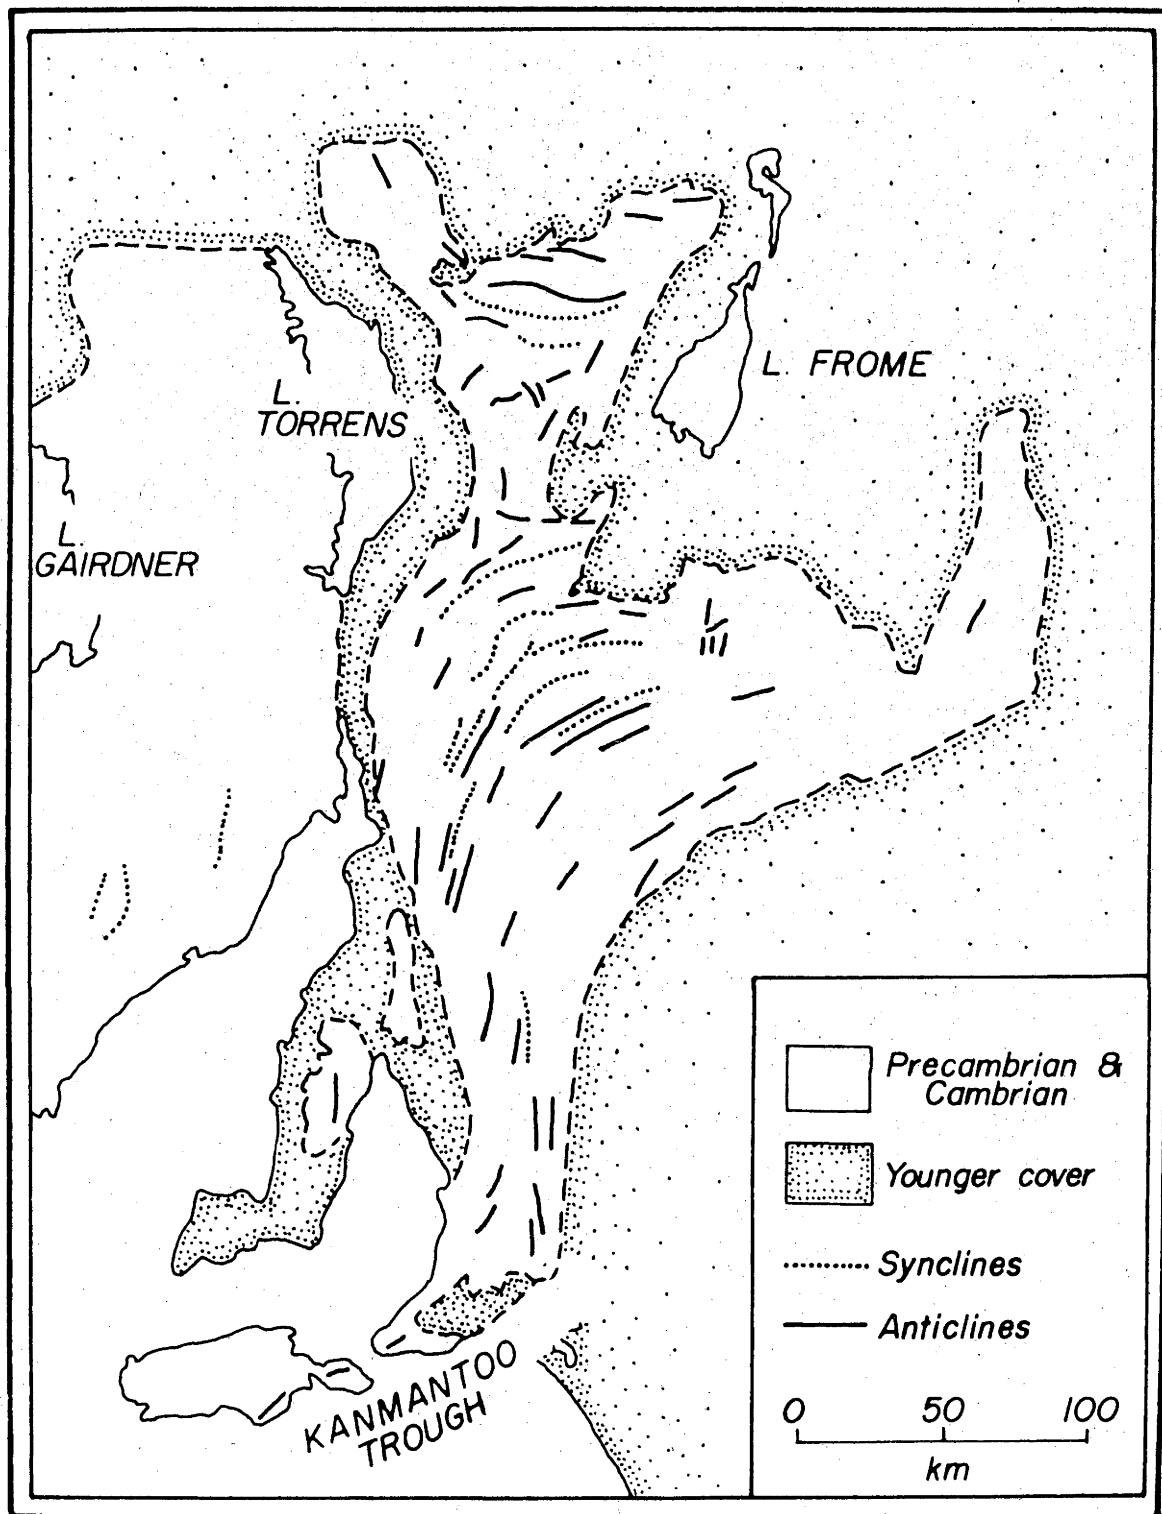 L. FROME
L.
TORRENS
L.
GAIRDNER
Precambrian &
Cambrian
Younger cover
Synclines
Anticlines
0 50 100
km
KANMANTOO
TROUGH